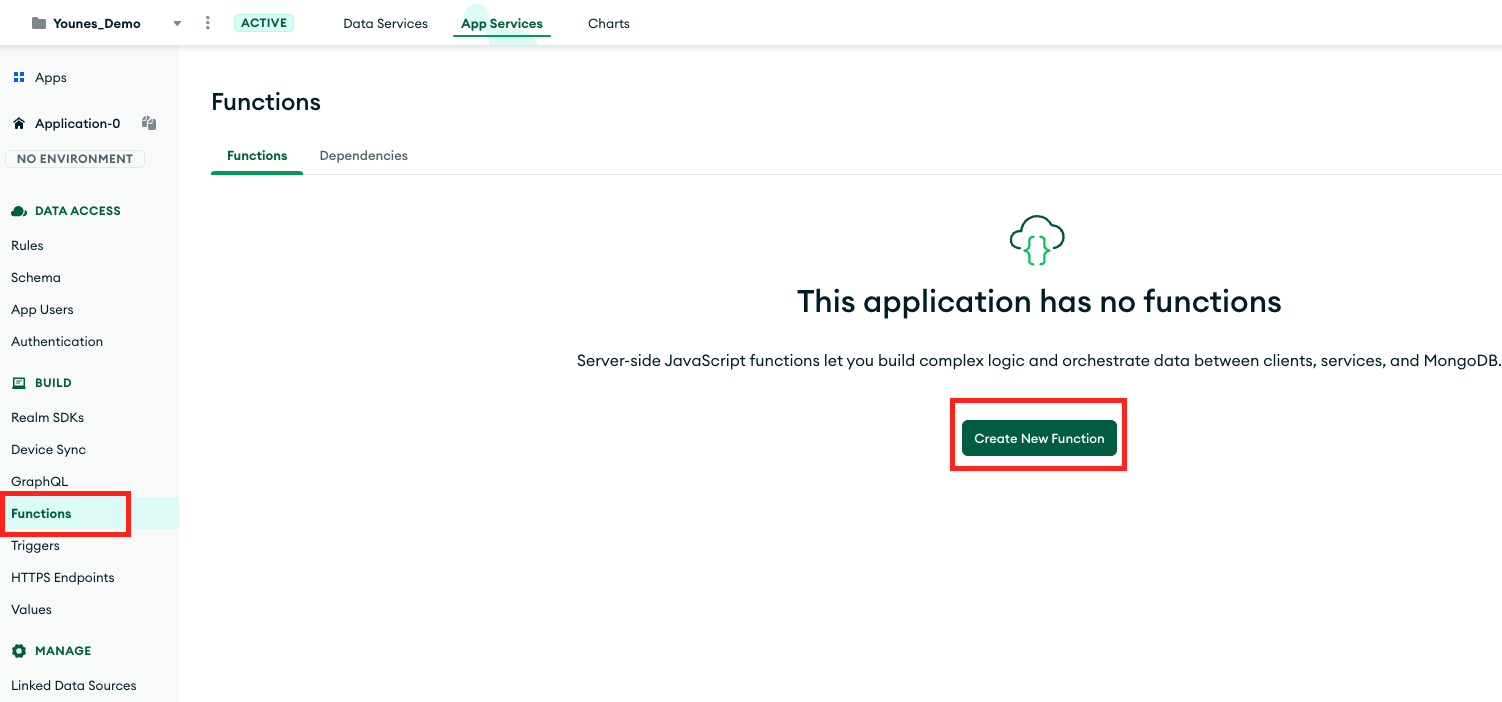 Younes_Demo
ACTIVE
Data Services
App Services
Charts
Apps
Application-0
NO ENVIRONMENT
DATA ACCESS
Rules
Schema
App Users
Authentication
BUILD
Realm SDKs
Device Sync
GraphQL
Functions
Triggers
HTTPS Endpoints
Values
MANAGE
Linked Data Sources
Functions
Functions
Dependencies
{}
This application has no functions
Server-side JavaScript functions let you build complex logic and orchestrate data between clients, services, and MongoDB.
Create New Function